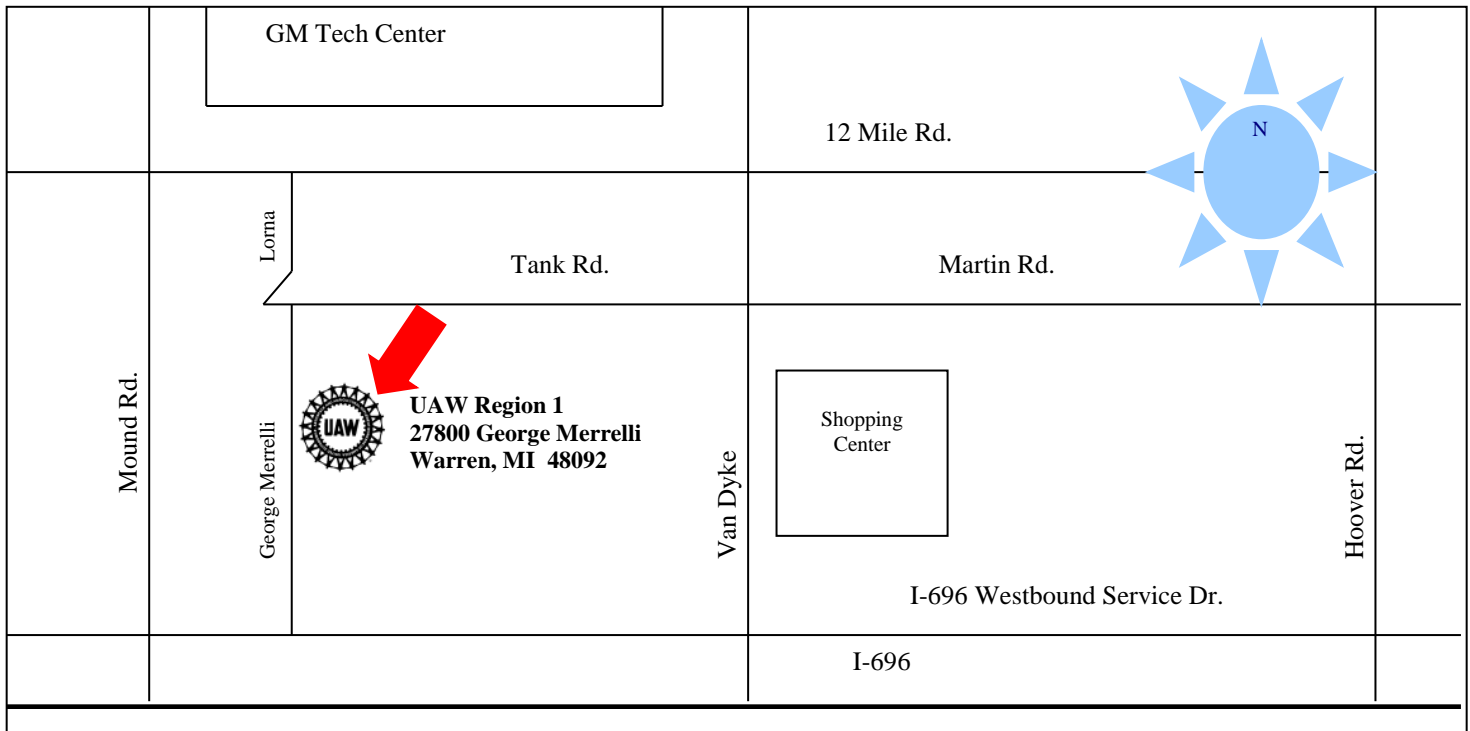 GM Tech Center
12 Mile Rd.
N
Lorna
Tank Rd.
Martin Rd.
Mound Rd.
George Merrelli
UAW
UAW Region 1
27800 George Merrelli
Warren, MI 48092
Van Dyke
Shopping
Center
Hoover Rd.
I-696 Westbound Service Dr.
I-696